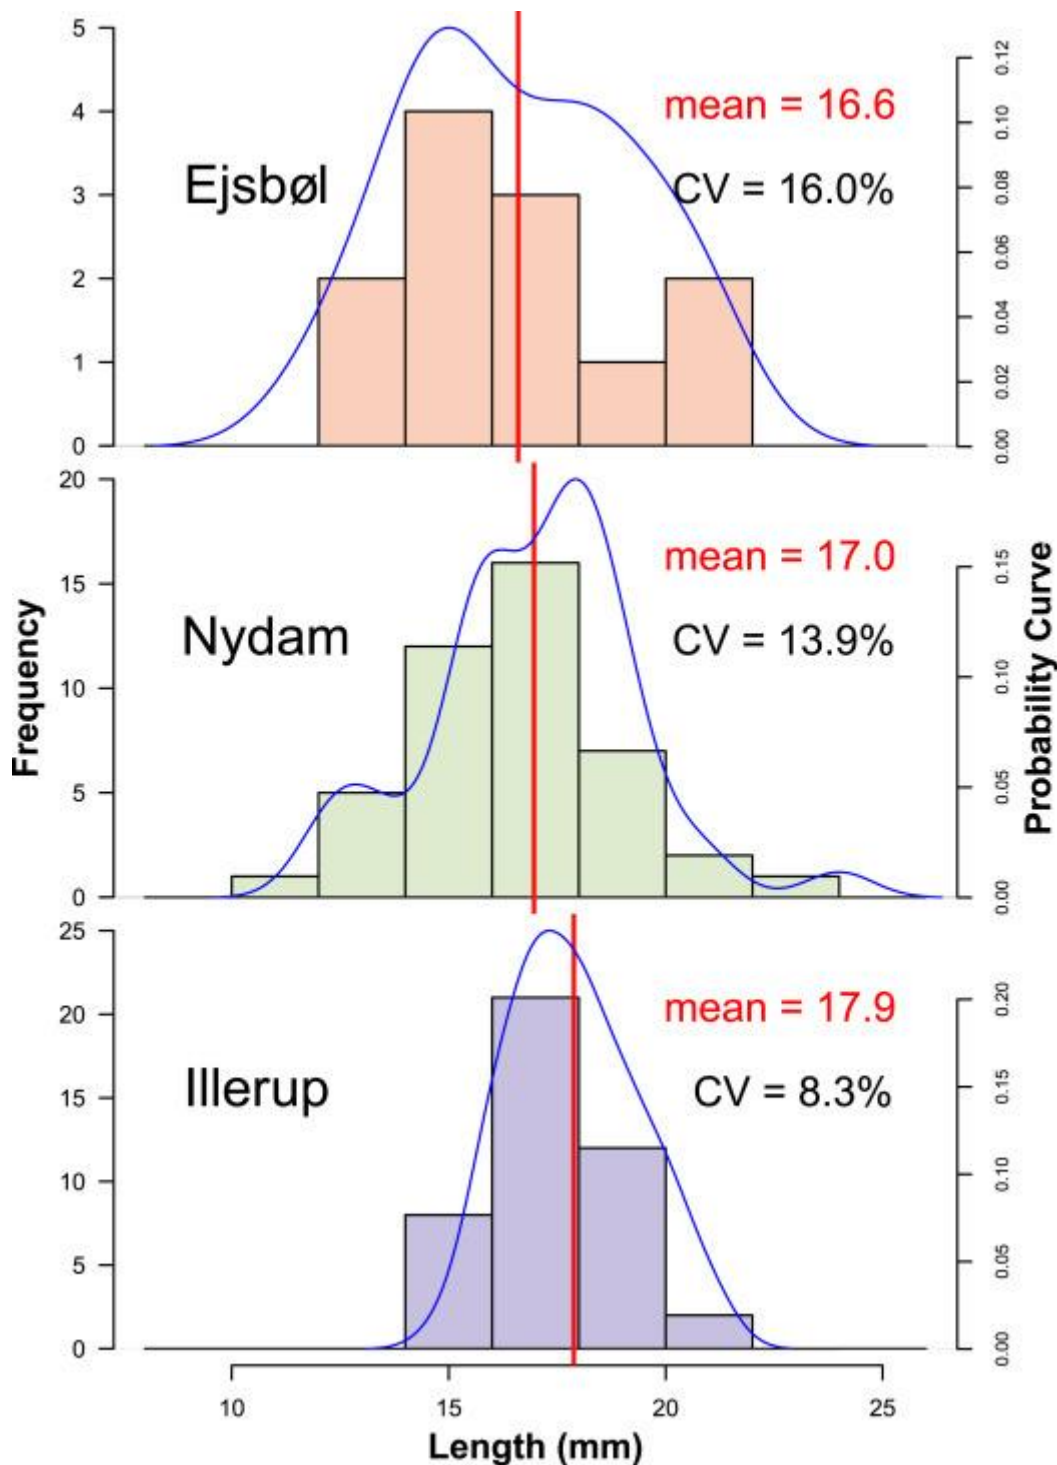 5
4
3
2
1
0
Ejsbøl
mean = 16.6
CV = 16.0%
0.12
0.10
0.08
0.06
0.04
0.02
0.00
20
15
10
5
0
Nydam
mean = 17.0
CV = 13.9%
0.15
0.10
0.05
0.00
Frequency
Probability Curve
25
20
15
10
5
0
Illerup
mean = 17.9
CV = 8.3%
0.20
0.15
0.10
0.05
0.00
10 15 20 25
Length (mm)